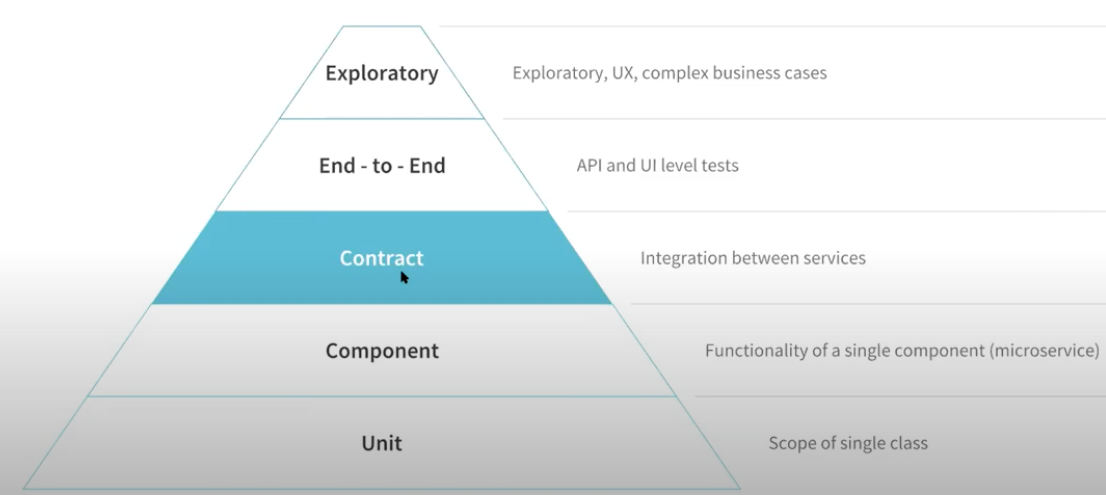 Exploratory
Exploratory, UX, complex business cases
End - to - End
API and UI level tests
Contract
Integration between services
Component
Functionality of a single component (microservice)
Unit
Scope of single class